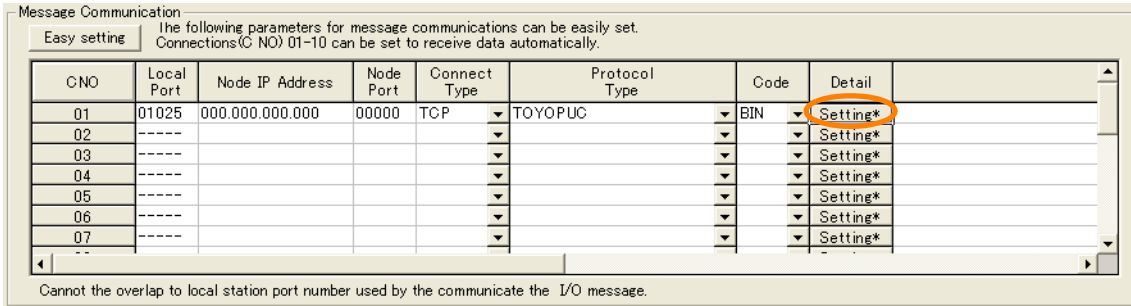 Message Communication
Easy setting
The following parameters for message communications can be easily set.
Connections(C NO) 01-10 can be set to receive data automatically.
CNO Local Port Node IP Address Node Port Connect Type Protocol Type Code Detail
01 01025 000.000.000.000 00000 TCP TOYOPUC BIN Setting*
02 ----- Setting*
03 ----- Setting*
04 ----- Setting*
05 ----- Setting*
06 ----- Setting*
07 ----- Setting*
Cannot the overlap to local station port number used by the communicate the I/O message.